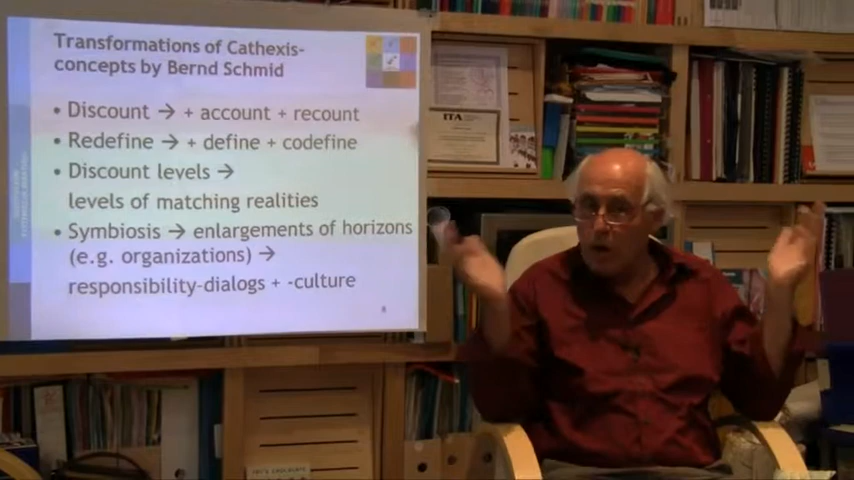 Transformations of Cathexis-
concepts by Bernd Schmid
• Discount → + account + recount
• Redefine → + define + codefine
• Discount levels →
levels of matching realities
• Symbiosis → enlargements of horizons
(e.g. organizations) →
responsibility-dialogs + -culture
8
ITA